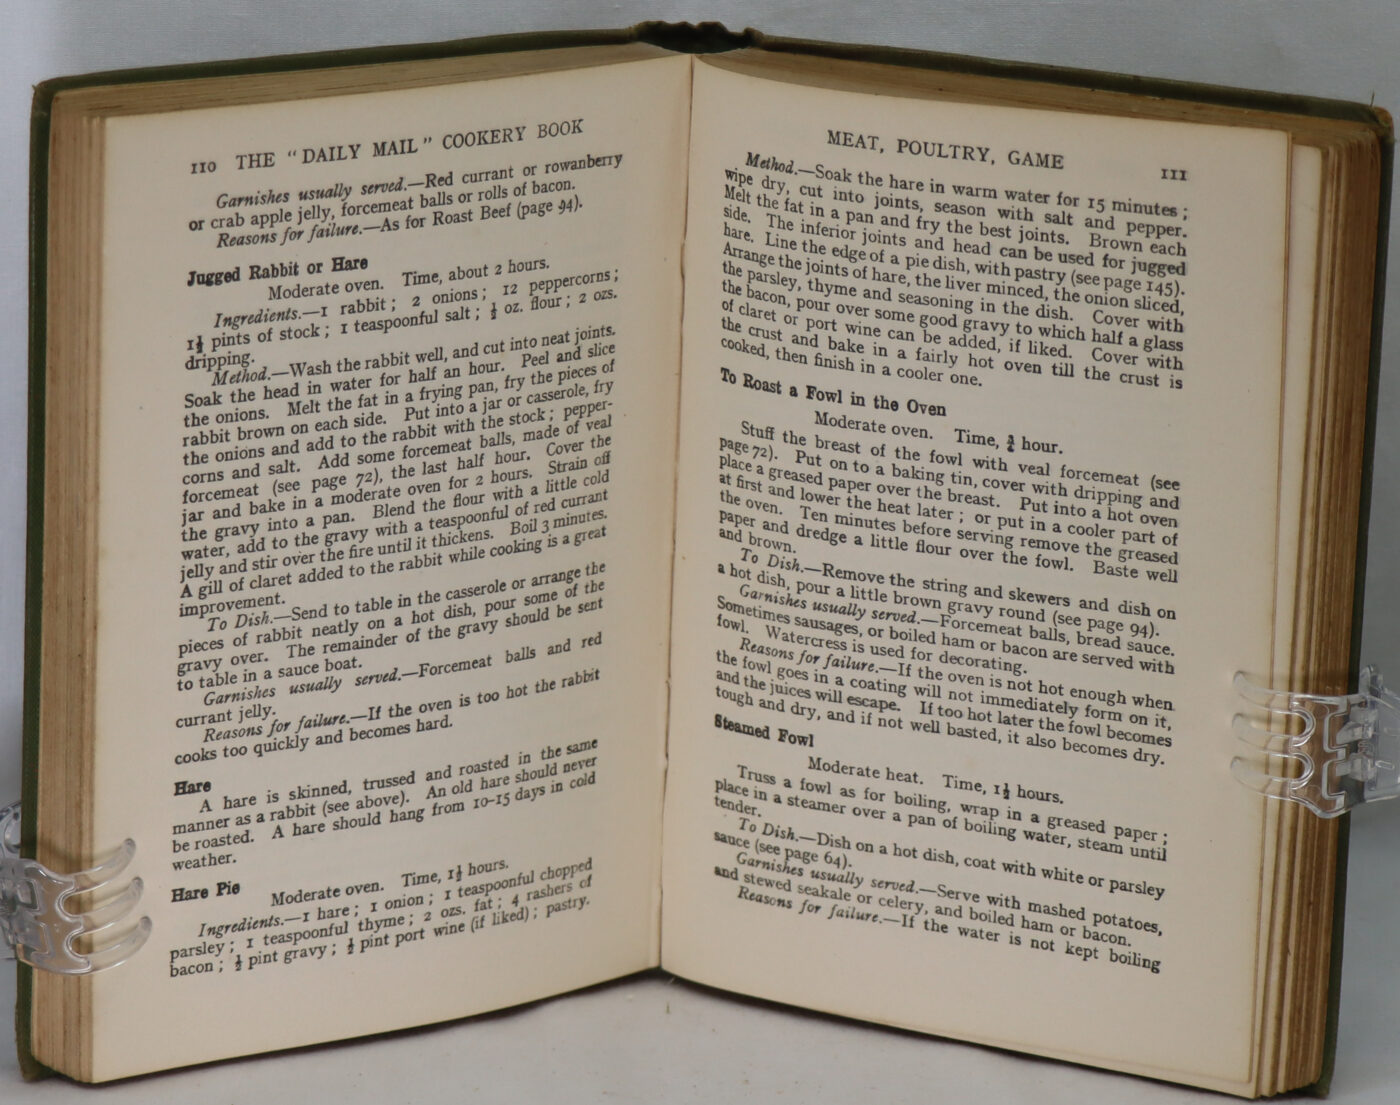 110 THE "DAILY MAIL" COOKERY BOOK
Garnishes usually served.—Red currant or rowanberry
or crab apple jelly, forcemeat balls or rolls of bacon.
Reasons for failure.—As for Roast Beef (page 94).
Jugged Rabbit or Hare
Moderate oven. Time, about 2 hours.
Ingredients.—1 rabbit; 2 onions; 12 peppercorns;
1½ pints of stock; 1 teaspoonful salt; ½ oz. flour; 2 ozs.
dripping.
Method.—Wash the rabbit well, and cut into neat joints.
Soak the head in water for half an hour. Peel and slice
the onions. Melt the fat in a frying pan, fry the pieces of
rabbit brown on each side. Put into a jar or casserole, fry
the onions and add to the rabbit with the stock; pepper-
corns and salt. Add some forcemeat balls, made of veal
forcemeat (see page 72), the last half hour. Cover the
jar and bake in a moderate oven for 2 hours. Strain off
the gravy into a pan. Blend the flour with a little cold
water, add to the gravy with a teaspoonful of red currant
jelly and stir over the fire until it thickens. Boil 3 minutes.
A gill of claret added to the rabbit while cooking is a great
improvement.
To Dish.—Send to table in the casserole or arrange the
pieces of rabbit neatly on a hot dish, pour some of the
gravy over. The remainder of the gravy should be sent
to table in a sauce boat.
Garnishes usually served.—Forcemeat balls and red
currant jelly.
Reasons for failure.—If the oven is too hot the rabbit
cooks too quickly and becomes hard.
Hare
A hare is skinned, trussed and roasted in the same
manner as a rabbit (see above). An old hare should never
be roasted. A hare should hang from 10-15 days in cold
weather.
Hare Pie
Moderate oven. Time, 1½ hours.
Ingredients.—1 hare; 1 onion; 1 teaspoonful chopped
parsley; 1 teaspoonful thyme; 2 ozs. fat; 4 rashers of
bacon; ½ pint gravy; ½ pint port wine (if liked); pastry.
MEAT, POULTRY, GAME 111
Method.—Soak the hare in warm water for 15 minutes;
wipe dry, cut into joints, season with salt and pepper.
Melt the fat in a pan and fry the best joints. Brown each
side. The inferior joints and head can be used for jugged
hare. Line the edge of a pie dish, with pastry (see page 145).
Arrange the joints of hare, the liver minced, the onion sliced,
the parsley, thyme and seasoning in the dish. Cover with
the bacon, pour over some good gravy to which half a glass
of claret or port wine can be added, if liked. Cover with
the crust and bake in a fairly hot oven till the crust is
cooked, then finish in a cooler one.
To Roast a Fowl in the Oven
Moderate oven. Time, ¾ hour.
Stuff the breast of the fowl with veal forcemeat (see
page 72). Put on to a baking tin, cover with dripping and
place a greased paper over the breast. Put into a hot oven
at first and lower the heat later; or put in a cooler part of
the oven. Ten minutes before serving remove the greased
paper and dredge a little flour over the fowl. Baste well
and brown.
To Dish.—Remove the string and skewers and dish on
a hot dish, pour a little brown gravy round (see page 94).
Garnishes usually served.—Forcemeat balls, bread sauce.
Sometimes sausages, or boiled ham or bacon are served with
fowl. Watercress is used for decorating.
Reasons for failure.—If the oven is not hot enough when
the fowl goes in a coating will not immediately form on it,
and the juices will escape. If too hot later the fowl becomes
tough and dry, and if not well basted, it also becomes dry.
Steamed Fowl
Moderate heat. Time, 1½ hours.
Truss a fowl as for boiling, wrap in a greased paper;
place in a steamer over a pan of boiling water, steam until
tender.
To Dish.—Dish on a hot dish, coat with white or parsley
sauce (see page 64).
Garnishes usually served.—Serve with mashed potatoes,
and stewed seakale or celery, and boiled ham or bacon.
Reasons for failure.—If the water is not kept boiling